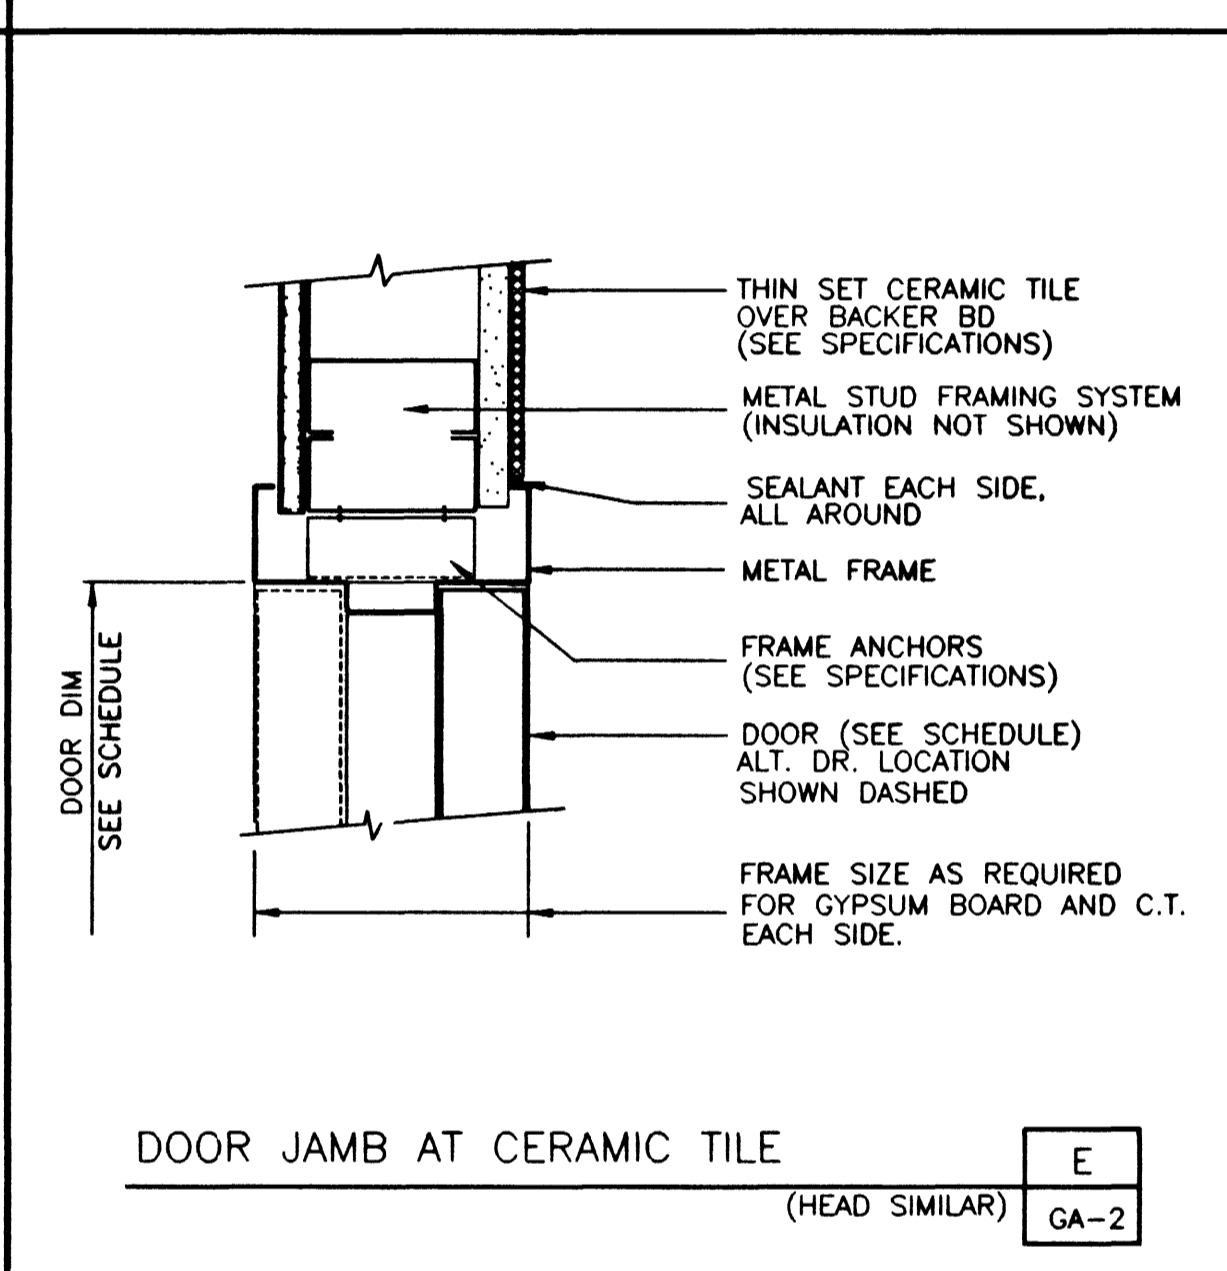 THIN SET CERAMIC TILE
OVER BACKER BD
(SEE SPECIFICATIONS)
METAL STUD FRAMING SYSTEM
(INSULATION NOT SHOWN)
SEALANT EACH SIDE,
ALL AROUND
METAL FRAME
FRAME ANCHORS
(SEE SPECIFICATIONS)
DOOR (SEE SCHEDULE)
ALT. DR. LOCATION
SHOWN DASHED
FRAME SIZE AS REQUIRED
FOR GYPSUM BOARD AND C.T.
EACH SIDE.
DOOR DIM
SEE SCHEDULE
DOOR JAMB AT CERAMIC TILE
(HEAD SIMILAR)
E
GA-2